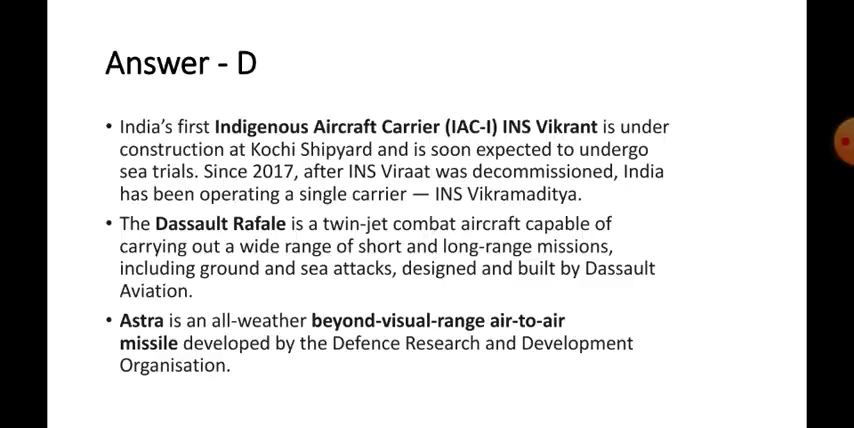 Answer - D
• India's first Indigenous Aircraft Carrier (IAC-I) INS Vikrant is under
construction at Kochi Shipyard and is soon expected to undergo
sea trials. Since 2017, after INS Viraat was decommissioned, India
has been operating a single carrier — INS Vikramaditya.
• The Dassault Rafale is a twin-jet combat aircraft capable of
carrying out a wide range of short and long-range missions,
including ground and sea attacks, designed and built by Dassault
Aviation.
• Astra is an all-weather beyond-visual-range air-to-air
missile developed by the Defence Research and Development
Organisation.